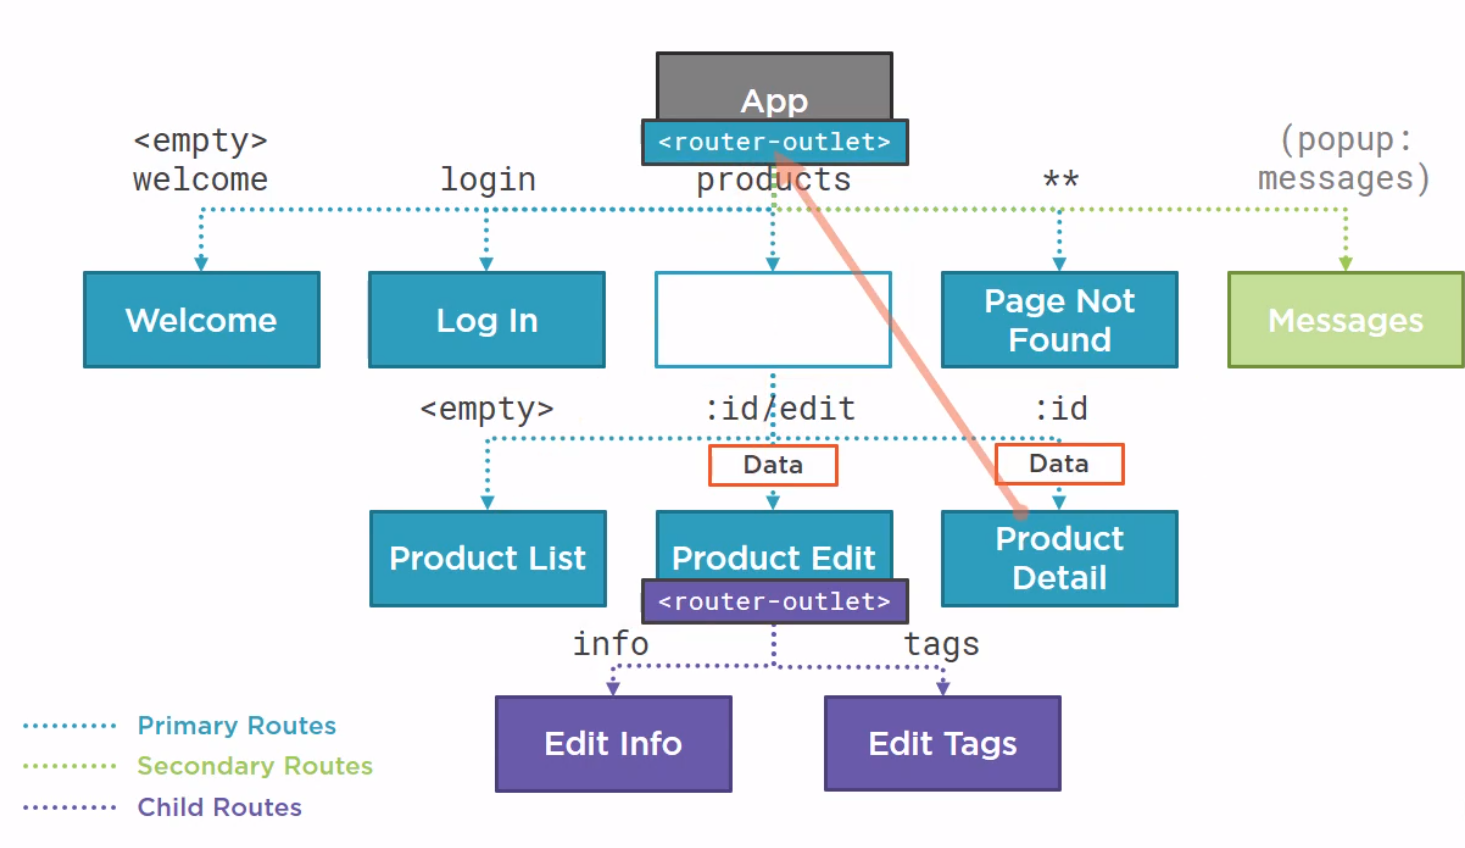 App
<router-outlet>
<empty>
welcome
login
products
**
(popup:
messages)
Welcome
Log In
Page Not
Found
Messages
<empty>
:id/edit
:id
Data
Data
Product List
Product Edit
<router-outlet>
Product
Detail
info
tags
Edit Info
Edit Tags
Primary Routes
Secondary Routes
Child Routes